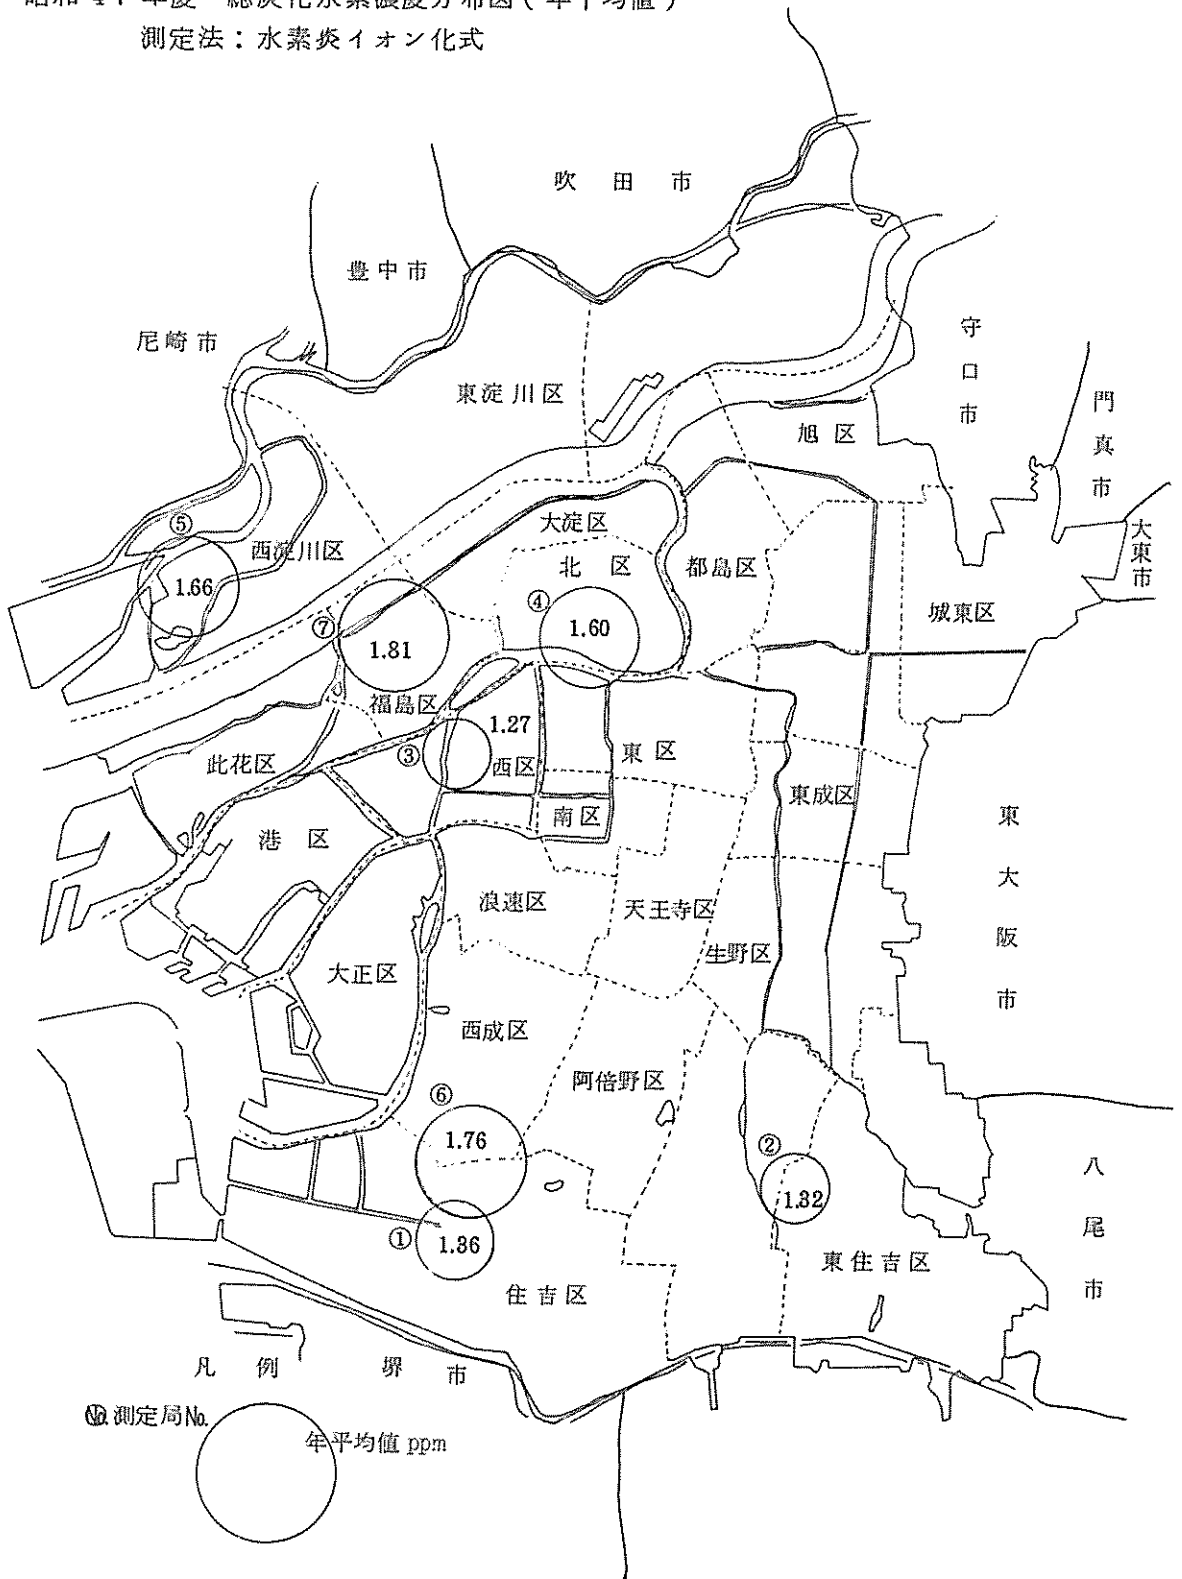 昭和47年度 総炭化水素濃度分布図(年平均値)
測定法:水素炎イオン化式
吹田市
豊中市
尼崎市
守口市
東淀川区
門真市
旭区
大淀区
大東市
⑤
西淀川区
北区
都島区
1.66
④
城東区
⑦
1.60
1.81
福島区
1.27
③
此花区
西区
東区
東成区
南区
東大阪市
港区
浪速区
天王寺区
生野区
大正区
西成区
阿倍野区
⑥
1.76
②
八尾市
1.32
①
1.36
東住吉区
住吉区
凡例
堺市
測定局No.
年平均値 ppm